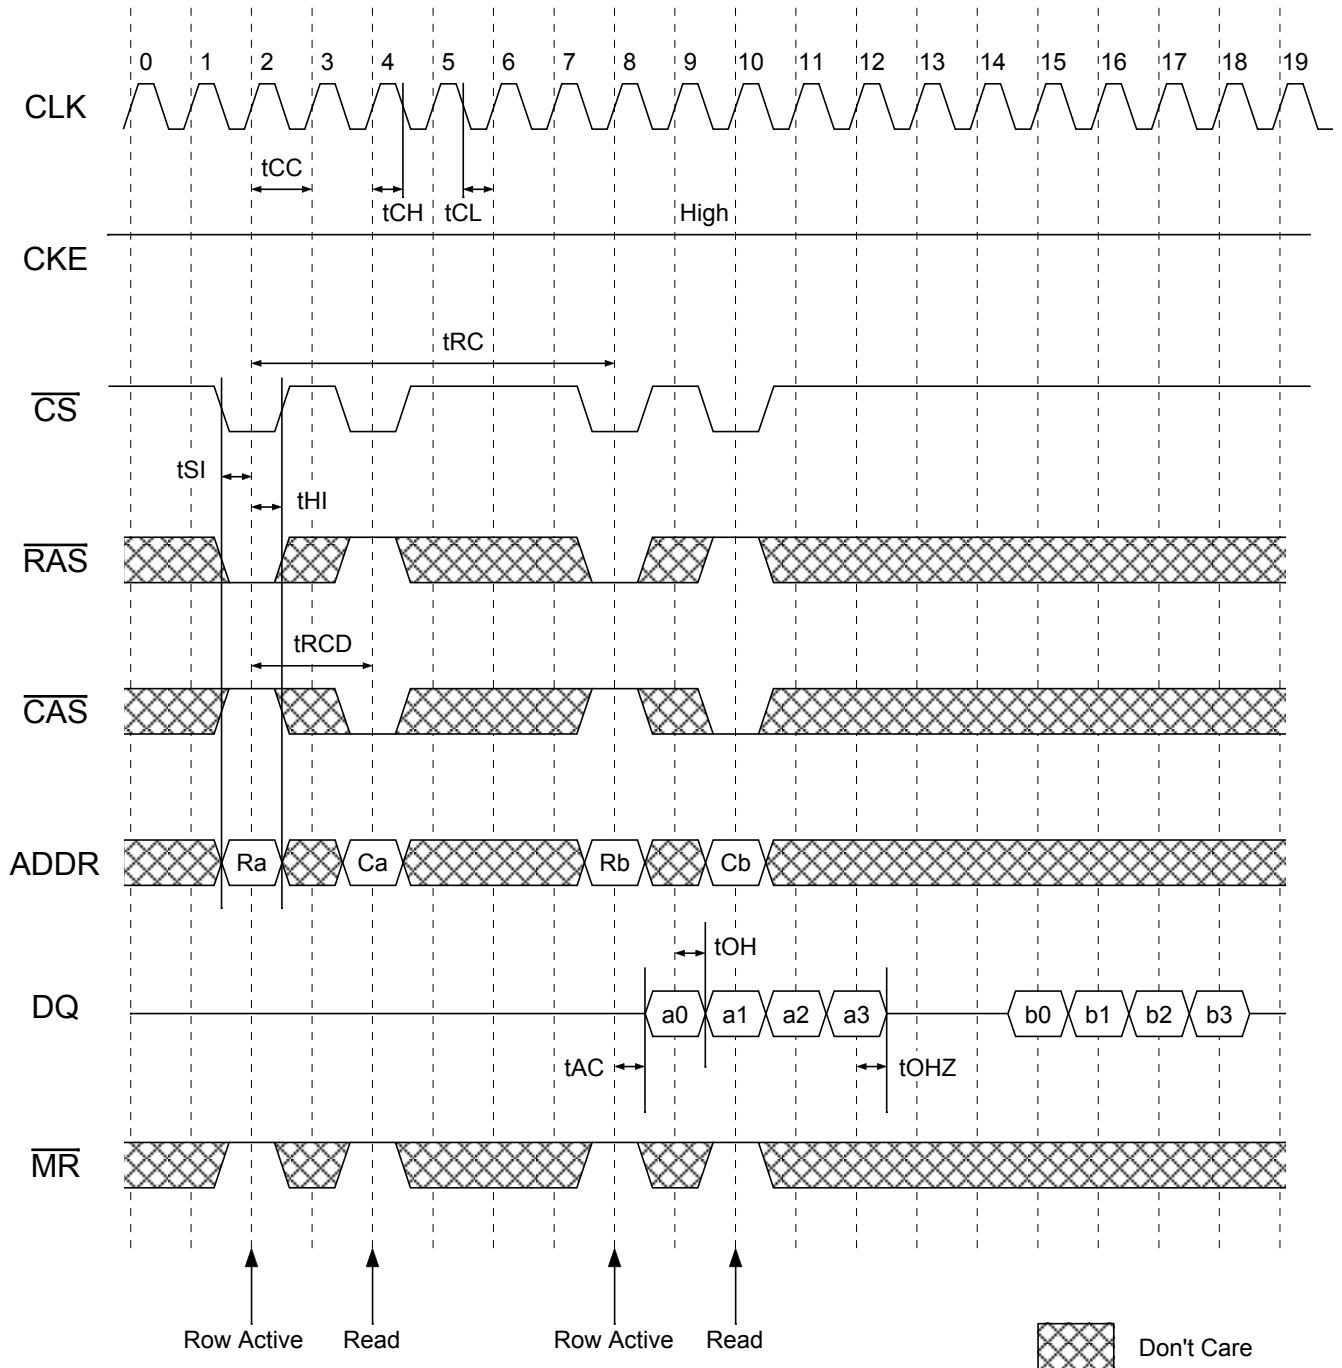 0 1 2 3 4 5 6 7 8 9 10 11 12 13 14 15 16 17 18 19
CLK
tCC
tCH tCL High
CKE
tRC
CS
tSI
tHI
RAS
tRCD
CAS
ADDR Ra Ca Rb Cb
tOH
DQ a0 a1 a2 a3 b0 b1 b2 b3
tAC tOHZ
MR
Row Active Read Row Active Read
Don't Care